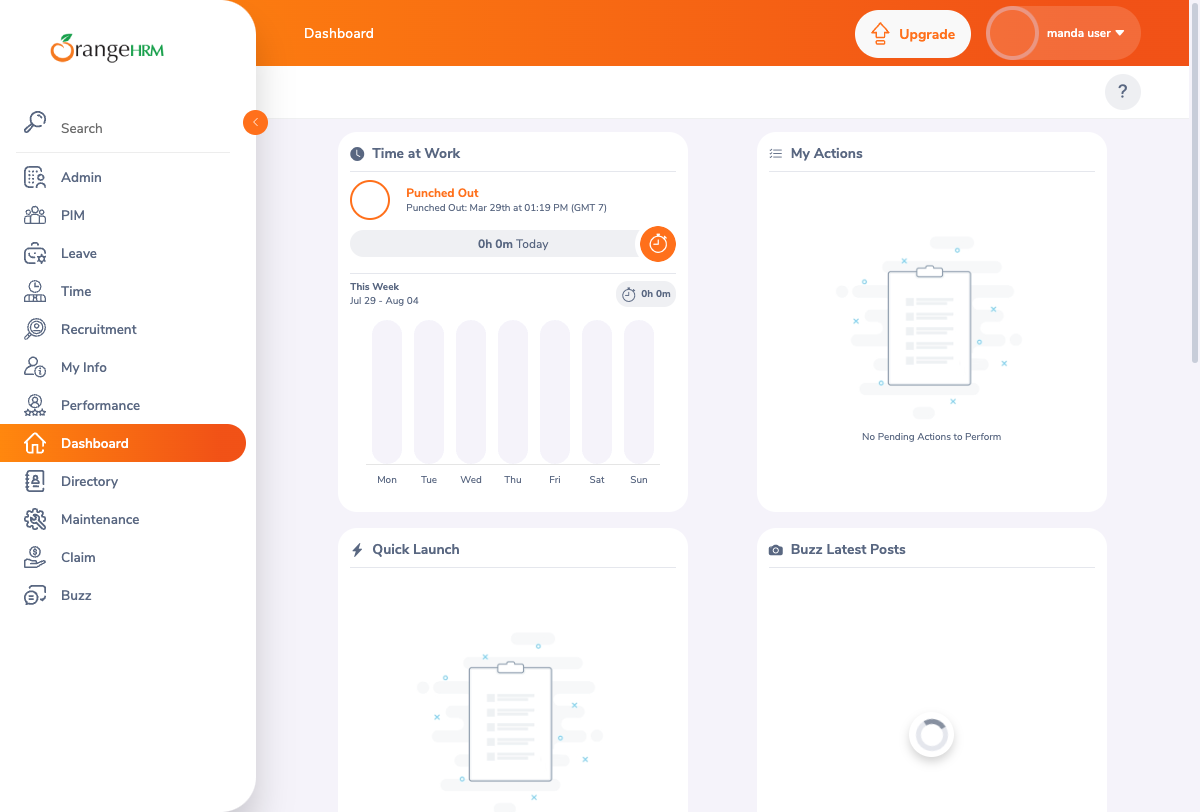 OrangeHRM
Search
Admin
PIM
Leave
Time
Recruitment
My Info
Performance
Dashboard
Directory
Maintenance
Claim
Buzz
Dashboard
Upgrade
manda user
?
Time at Work
Punched Out
Punched Out: Mar 29th at 01:19 PM (GMT 7)
0h 0m Today
This Week
Jul 29 - Aug 04
0h 0m
Mon Tue Wed Thu Fri Sat Sun
My Actions
No Pending Actions to Perform
Quick Launch
Buzz Latest Posts